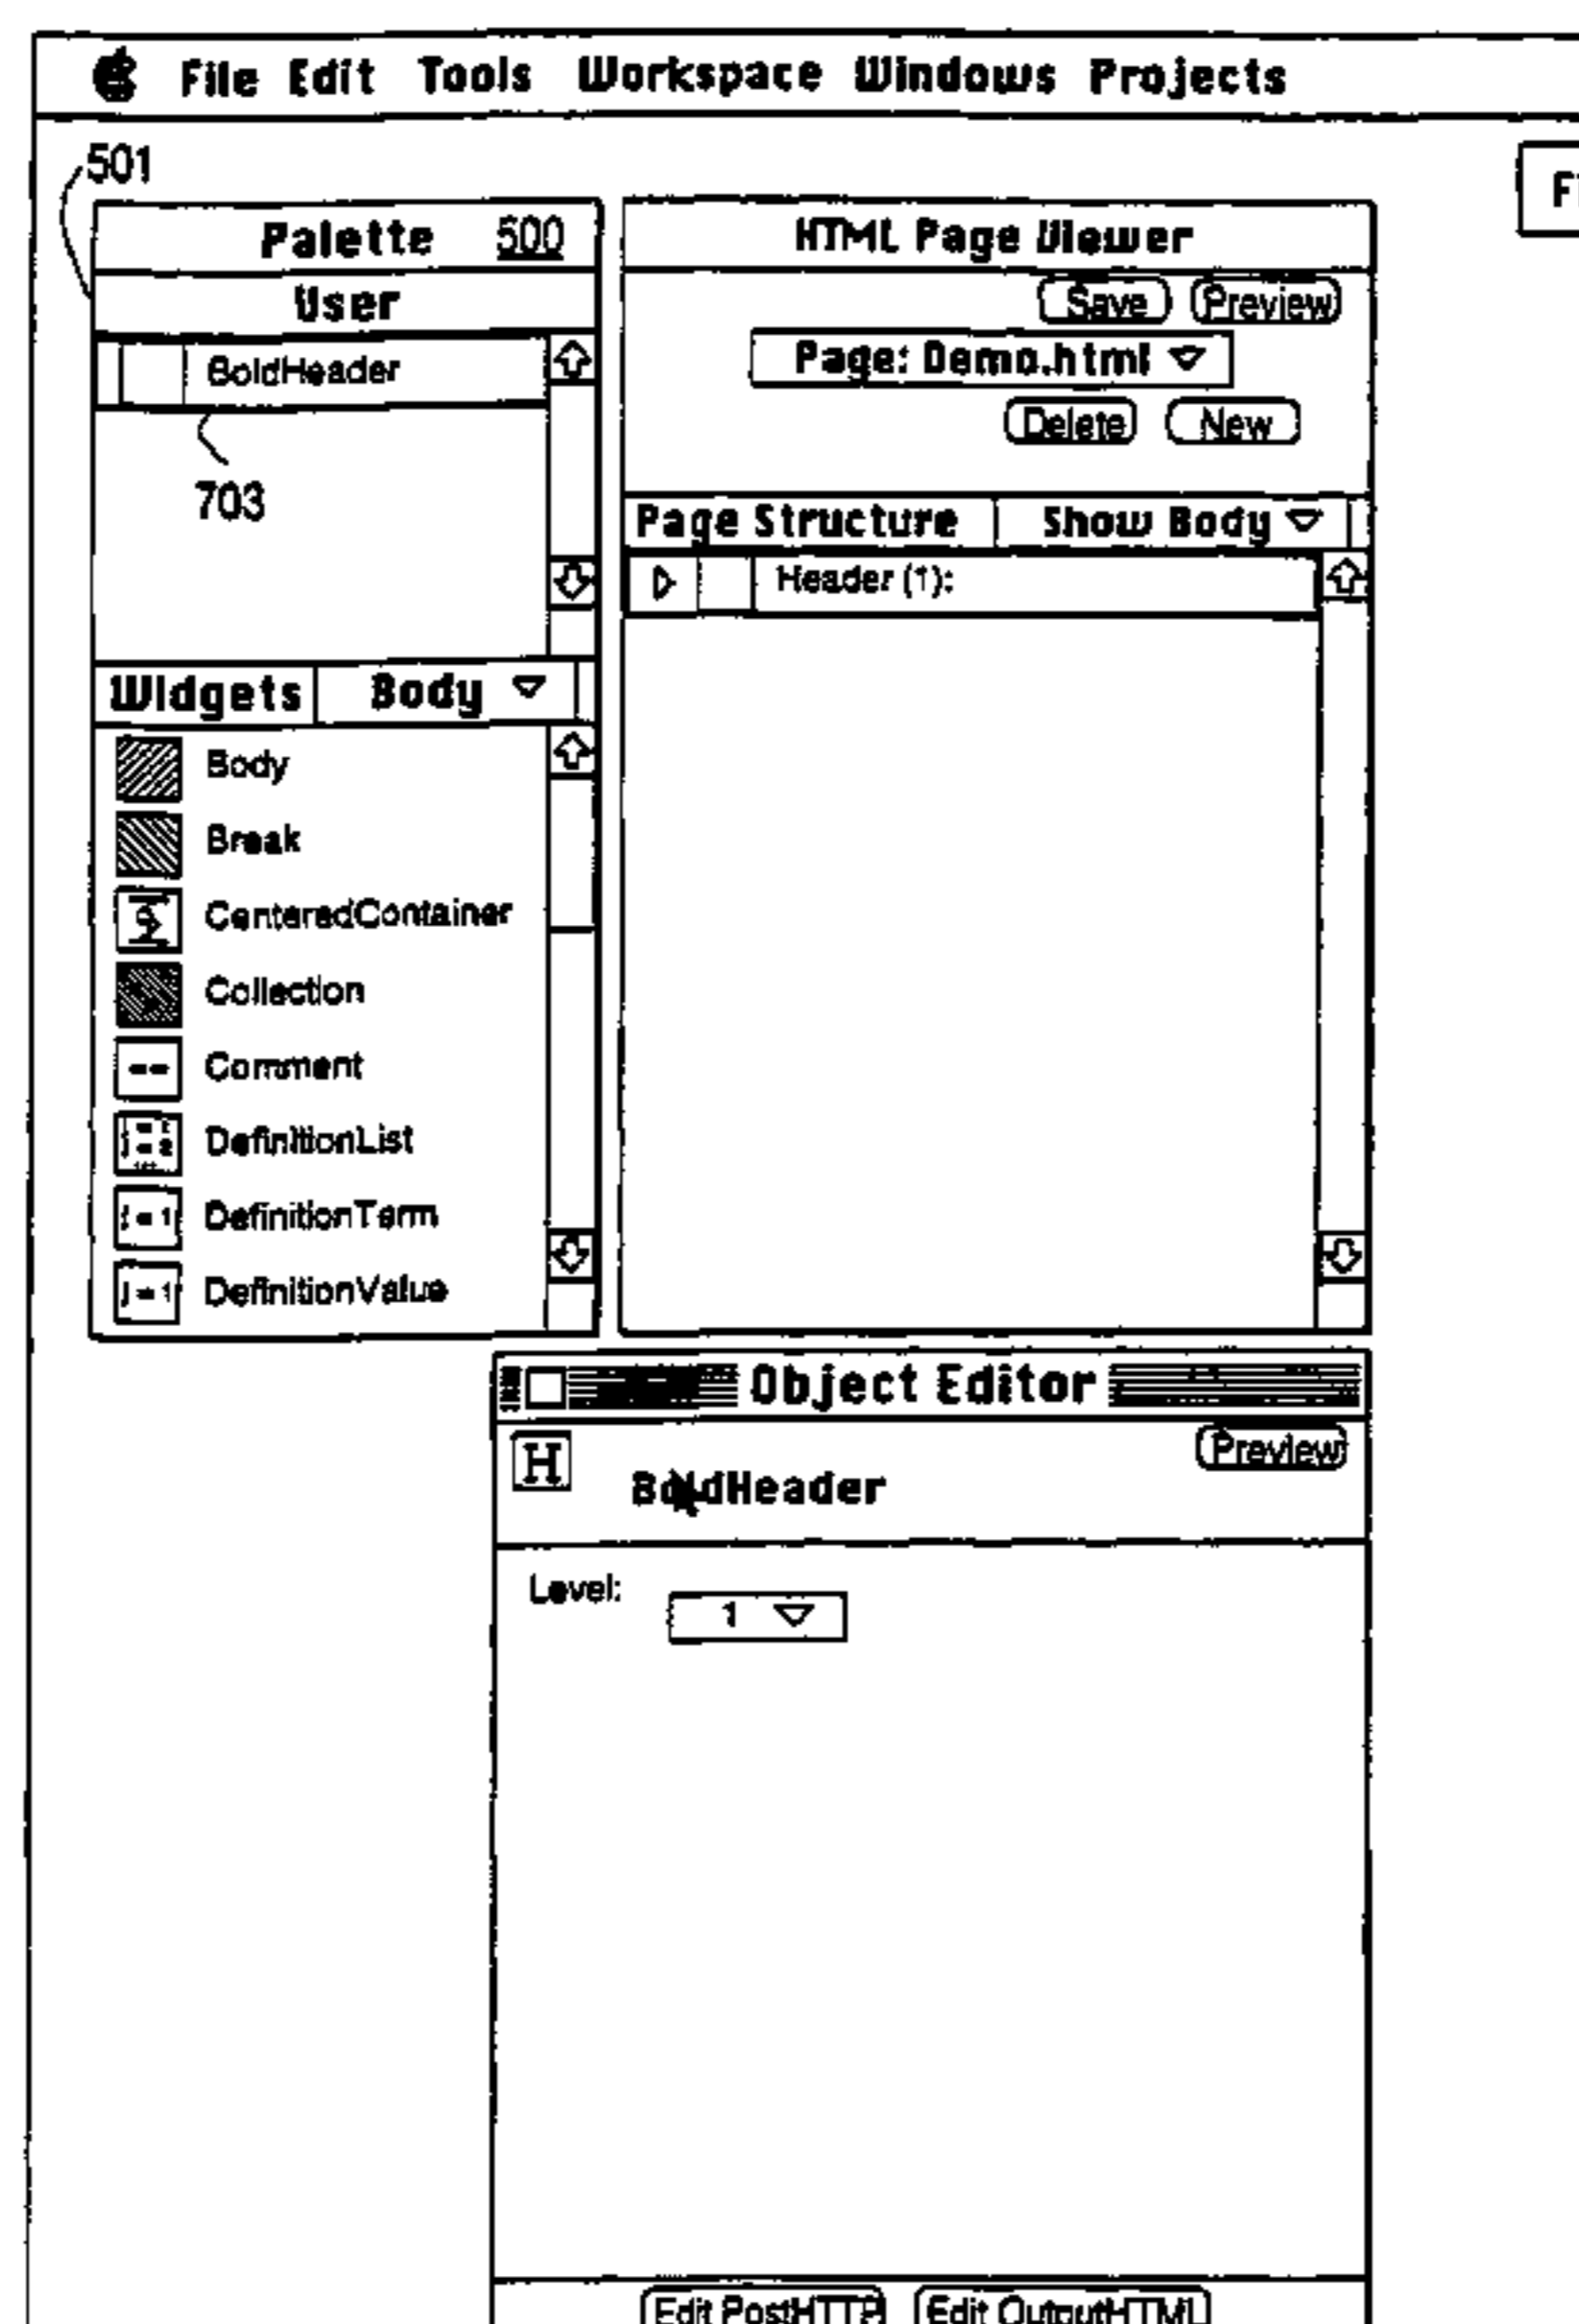 File Edit Tools Workspace Windows Projects
501
Palette 500
User
BoldHeader
703
Widgets Body
Body
Break
CenteredContainer
Collection
Comment
DefinitionList
DefinitionTerm
DefinitionValue
HTML Page Viewer
Save Preview
Page: Demo.html
Delete New
Page Structure Show Body
Header (1):
Object Editor
H
Preview
BoldHeader
Level:
1
Edit PostHTTP Edit OutputHTML